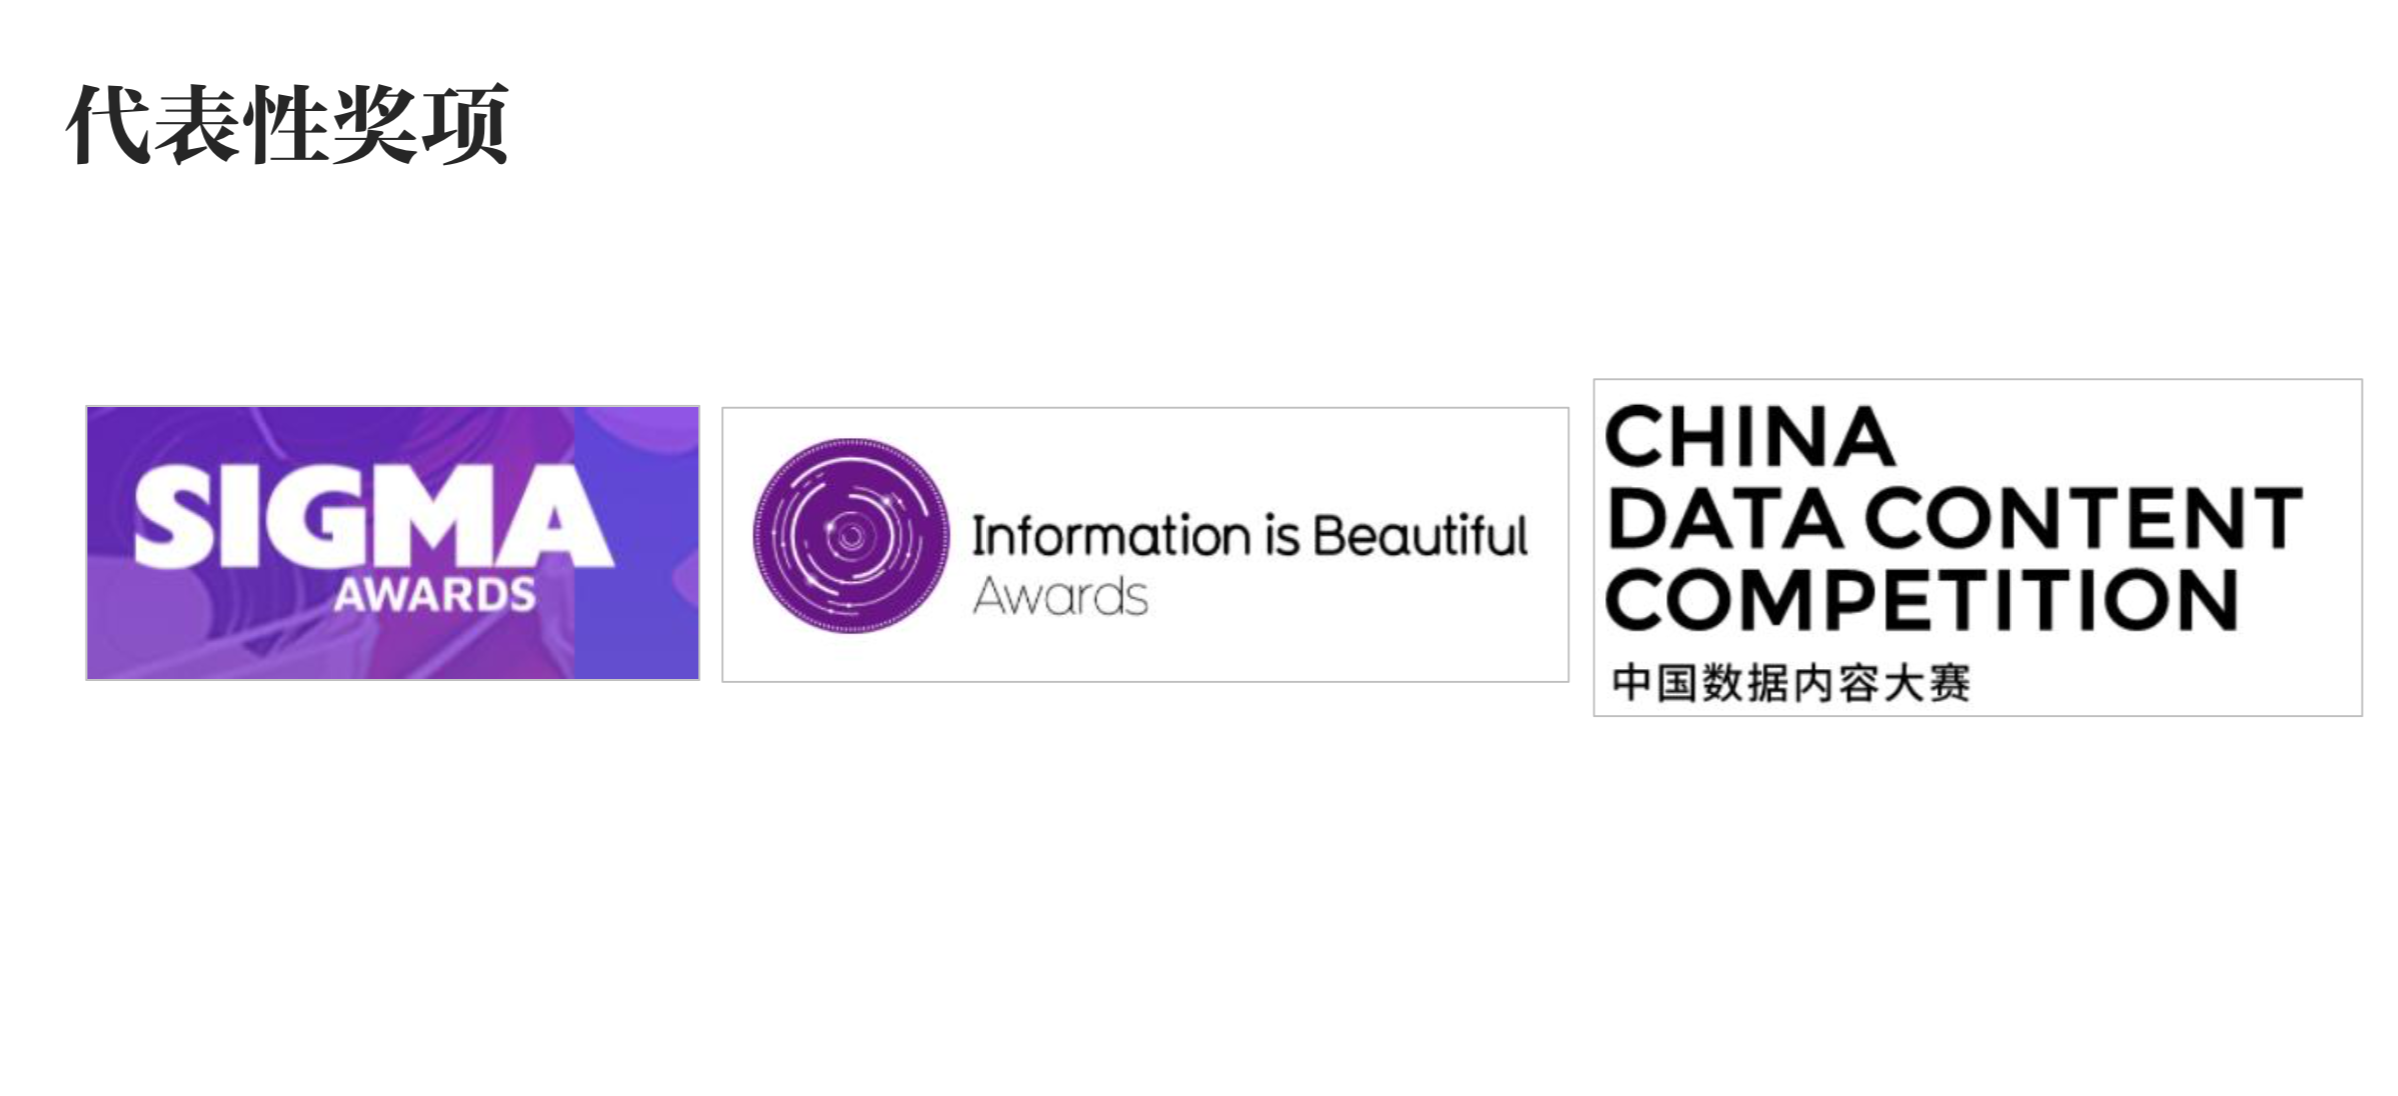 代表性奖项
SIGMA
AWARDS
Information is Beautiful
Awards
CHINA
DATA CONTENT
COMPETITION
中国数据内容大赛